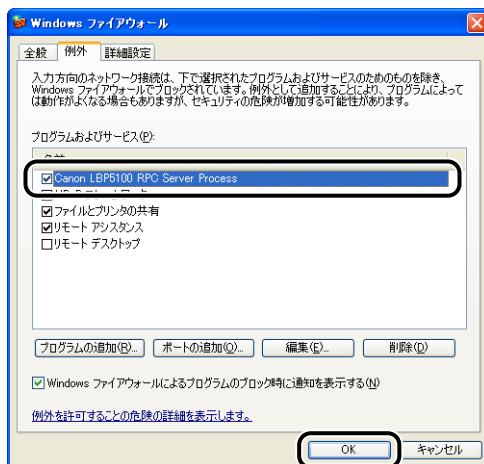 Windows ファイアウォール
全般 例外 詳細設定
入力方向のネットワーク接続は、下で選択されたプログラムおよびサービスのためのものを除き、
Windows ファイアウォールでブロックされています。例外として追加することにより、プログラムによって
は動作がよくなる場合もありますが、セキュリティの危険が増加する可能性があります。
プログラムおよびサービス(P):
Canon LBP5100 RPC Server Process
ファイルとプリンタの共有
リモート アシスタンス
リモート デスクトップ
プログラムの追加(R)... ポートの追加(O)... 編集(E)... 削除(D)
Windows ファイアウォールによるプログラムのブロック時に通知を表示する(N)
例外を許可することの危険の詳細を表示します。
OK キャンセル